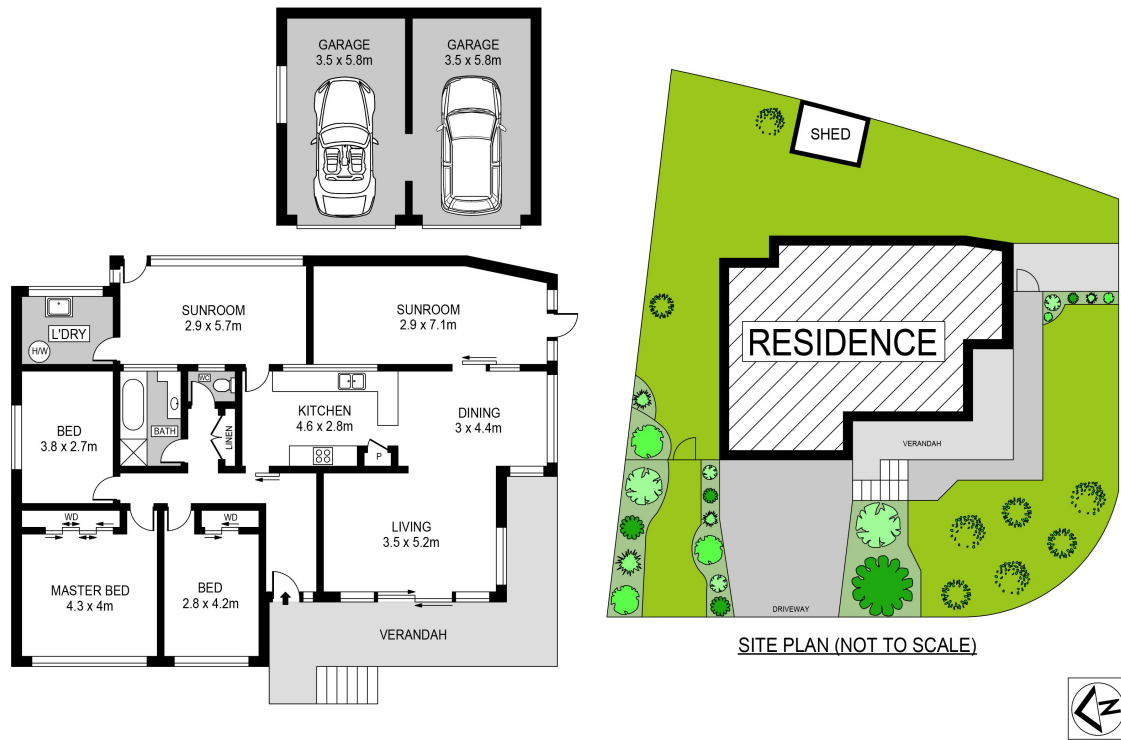 GARAGE
3.5 x 5.8m
GARAGE
3.5 x 5.8m
SUNROOM
2.9 x 5.7m
SUNROOM
2.9 x 7.1m
L'DRY
H/W
WC
KITCHEN
4.6 x 2.8m
DINING
3 x 4.4m
BED
3.8 x 2.7m
BATH
LINEN
P
WD
WD
LIVING
3.5 x 5.2m
MASTER BED
4.3 x 4m
BED
2.8 x 4.2m
VERANDAH
SHED
RESIDENCE
VERANDAH
DRIVEWAY
SITE PLAN (NOT TO SCALE)
N